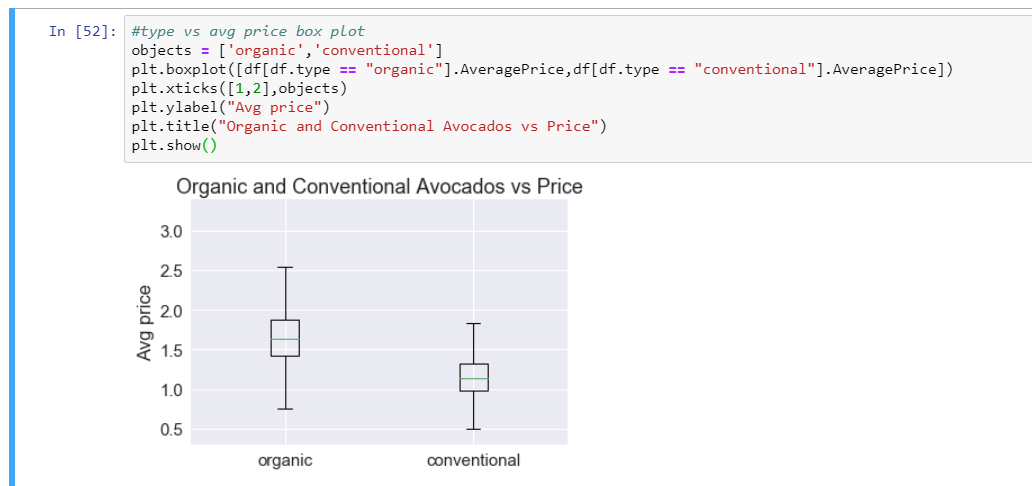 In [52]: #type vs avg price box plot
objects = ['organic','conventional']
plt.boxplot([df[df.type == "organic"].AveragePrice,df[df.type == "conventional"].AveragePrice])
plt.xticks([1,2],objects)
plt.ylabel("Avg price")
plt.title("Organic and Conventional Avocados vs Price")
plt.show()
Organic and Conventional Avocados vs Price
3.0
2.5
2.0
1.5
1.0
0.5
Avg price
organic conventional